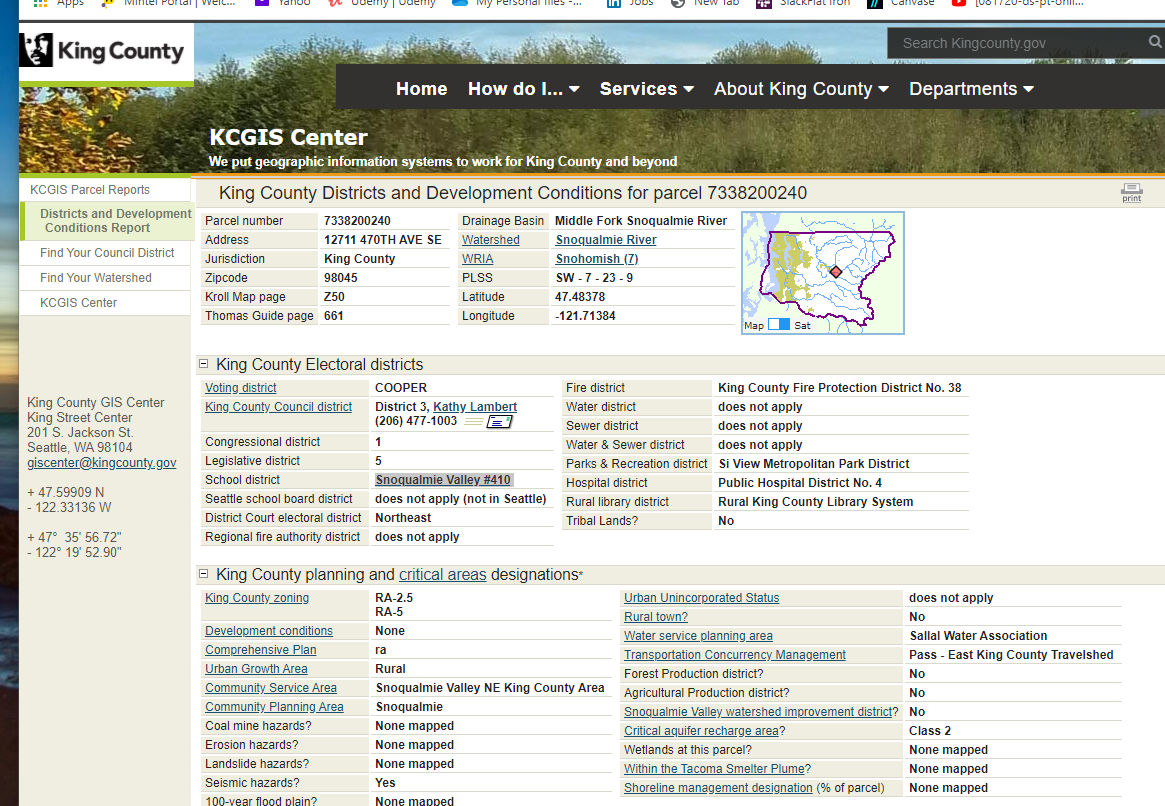 Apps Mintel Portal | Welc... Yahoo Udemy | Udemy My Personal files -... Jobs New Tab SlackFlat Iron Canvase [081720-ds-pt-onli...
King County
Search Kingcounty.gov
Home How do I... Services About King County Departments
KCGIS Center
We put geographic information systems to work for King County and beyond
KCGIS Parcel Reports
Districts and Development
Conditions Report
Find Your Council District
Find Your Watershed
KCGIS Center
King County GIS Center
King Street Center
201 S. Jackson St.
Seattle, WA 98104
giscenter@kingcounty.gov
+ 47.59909 N
- 122.33136 W
+ 47° 35' 56.72"
- 122° 19' 52.90"
King County Districts and Development Conditions for parcel 7338200240
print
Parcel number 7338200240
Address 12711 470TH AVE SE
Jurisdiction King County
Zipcode 98045
Kroll Map page Z50
Thomas Guide page 661
Drainage Basin Middle Fork Snoqualmie River
Watershed Snoqualmie River
WRIA Snohomish (7)
PLSS SW - 7 - 23 - 9
Latitude 47.48378
Longitude -121.71384
Map Sat
King County Electoral districts
Voting district COOPER
King County Council district District 3, Kathy Lambert
(206) 477-1003
Congressional district 1
Legislative district 5
School district Snoqualmie Valley #410
Seattle school board district does not apply (not in Seattle)
District Court electoral district Northeast
Regional fire authority district does not apply
Fire district King County Fire Protection District No. 38
Water district does not apply
Sewer district does not apply
Water & Sewer district does not apply
Parks & Recreation district Si View Metropolitan Park District
Hospital district Public Hospital District No. 4
Rural library district Rural King County Library System
Tribal Lands? No
King County planning and critical areas designations*
King County zoning RA-2.5
RA-5
Development conditions None
Comprehensive Plan ra
Urban Growth Area Rural
Community Service Area Snoqualmie Valley NE King County Area
Community Planning Area Snoqualmie
Coal mine hazards? None mapped
Erosion hazards? None mapped
Landslide hazards? None mapped
Seismic hazards? Yes
100-year flood plain? None mapped
Urban Unincorporated Status does not apply
Rural town? No
Water service planning area Sallal Water Association
Transportation Concurrency Management Pass - East King County Travelshed
Forest Production district? No
Agricultural Production district? No
Snoqualmie Valley watershed improvement district? No
Critical aquifer recharge area? Class 2
Wetlands at this parcel? None mapped
Within the Tacoma Smelter Plume? None mapped
Shoreline management designation (% of parcel) None mapped